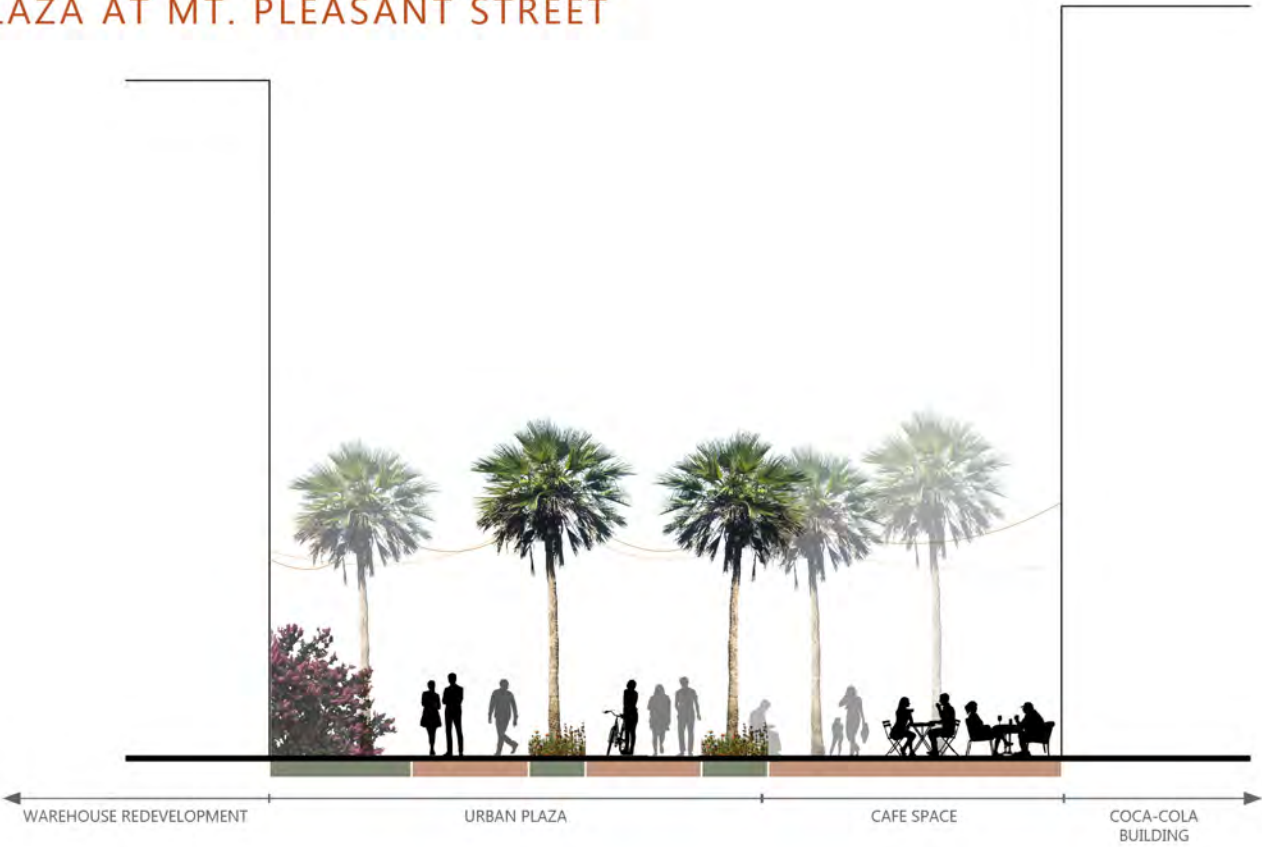 LAZA AT MT. PLEASANT STREET
WAREHOUSE REDEVELOPMENT
URBAN PLAZA
CAFE SPACE
COCA-COLA
BUILDING